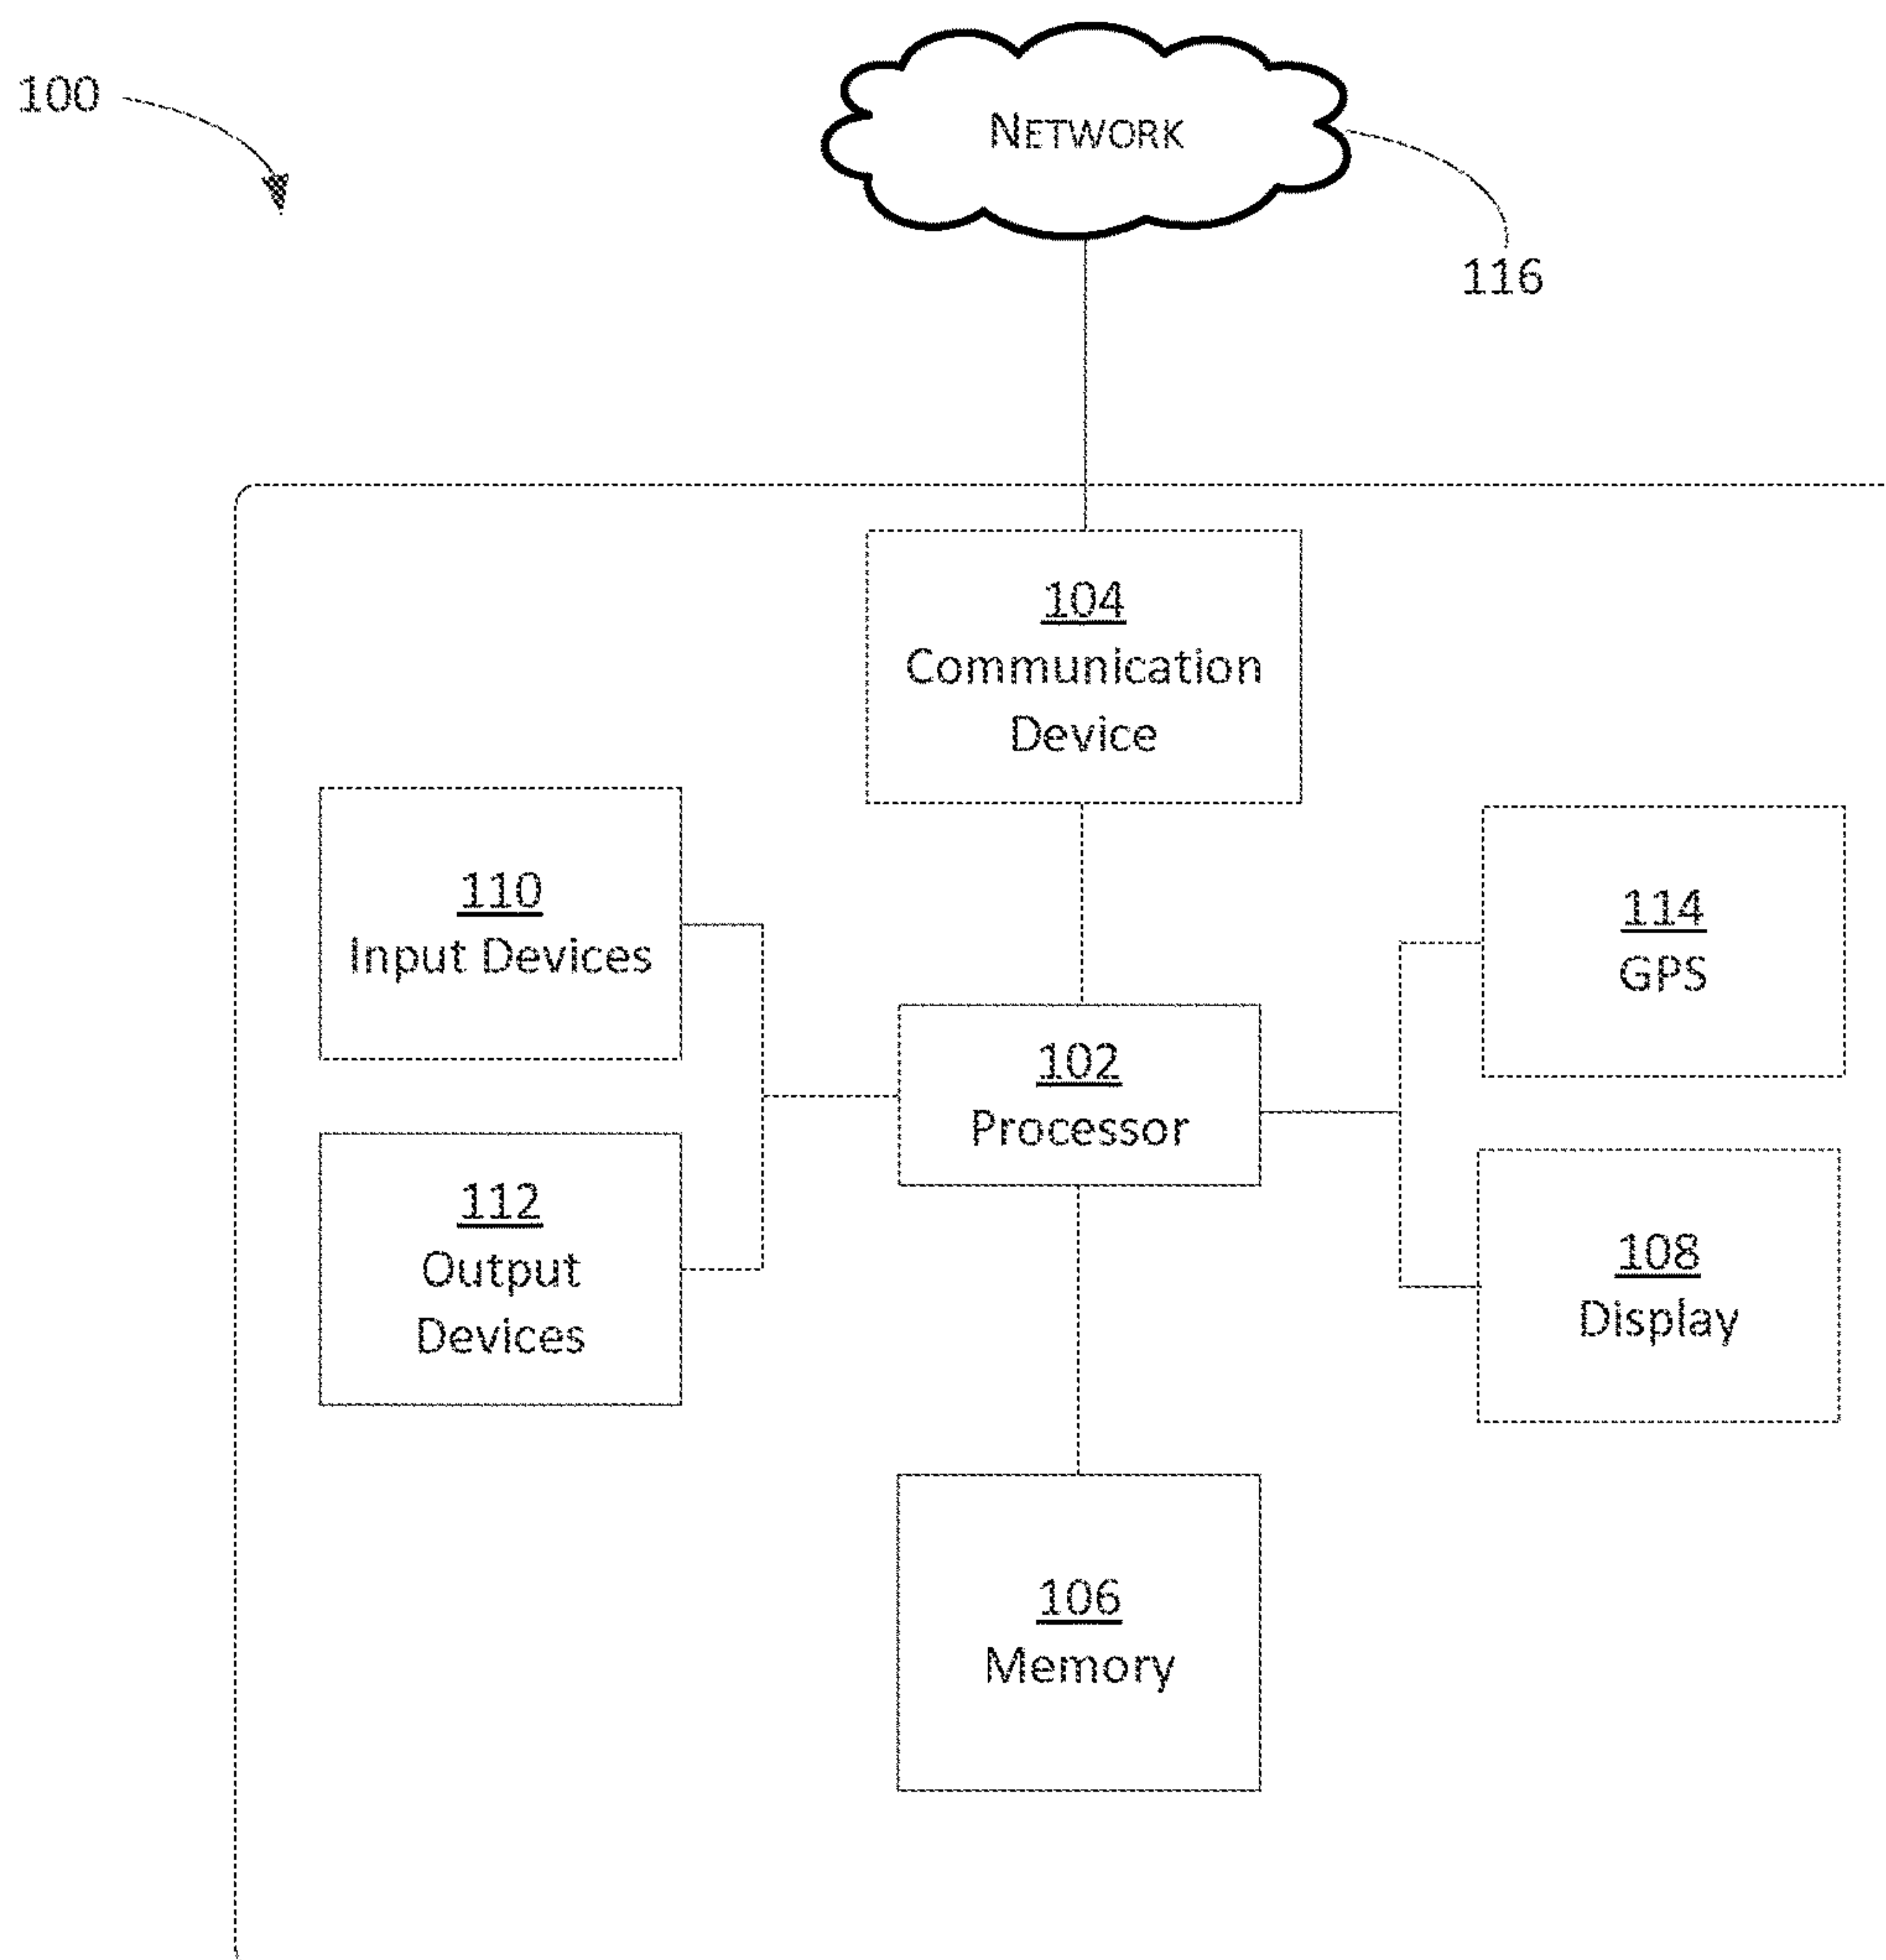 100
NETWORK
116
104
Communication
Device
110
Input Devices
114
GPS
102
Processor
112
Output
Devices
108
Display
106
Memory